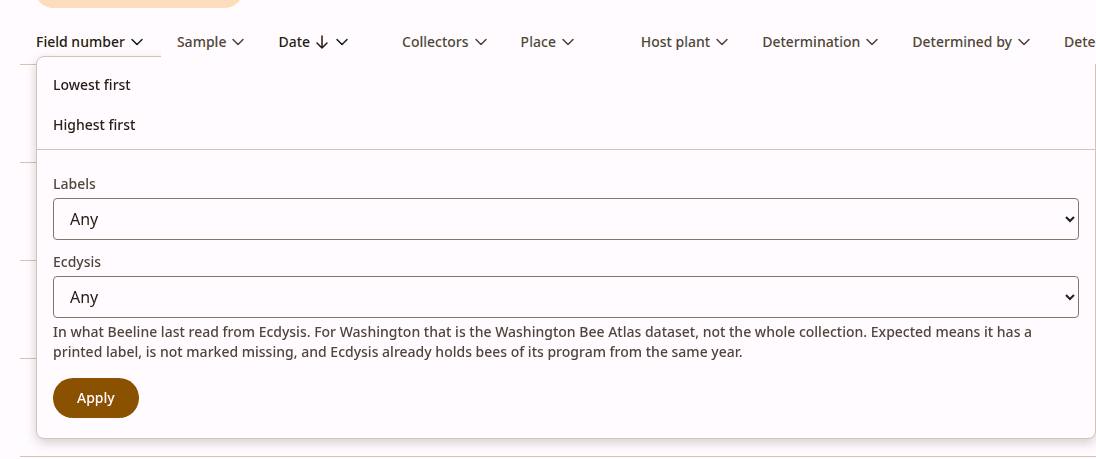 Field number Sample Date Collectors Place Host plant Determination Determined by Dete
Lowest first
Highest first
Labels
Any
Ecdysis
Any
In what Beeline last read from Ecdysis. For Washington that is the Washington Bee Atlas dataset, not the whole collection. Expected means it has a
printed label, is not marked missing, and Ecdysis already holds bees of its program from the same year.
Apply